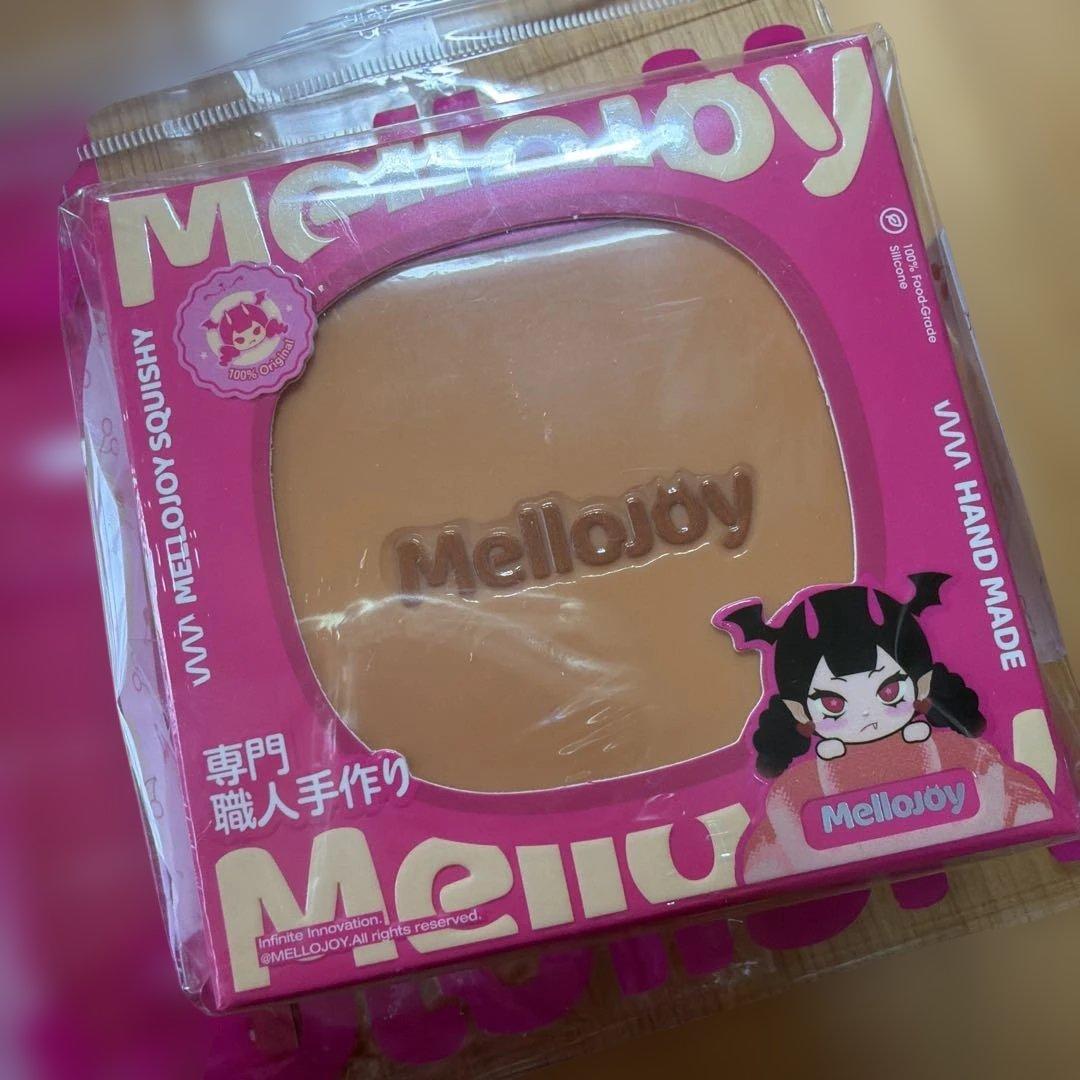 MelloJoy
100% Original
100% Food-Grade
Silicone
MELLOJOY SQUISHY
HAND MADE
MelloJoy
専門
職人手作り
MelloJoy
Mello
Infinite Innovation.
@MELLOJOY.All rights reserved.